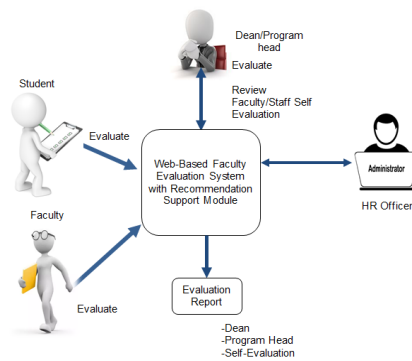 Dean/Program
head
Evaluate
Review
Faculty/Staff Self
Evaluation
Student
Evaluate
Web-Based Faculty
Evaluation System
with Recommendation
Support Module
Administrator
HR Officer
Faculty
Evaluate
Evaluation
Report
-Dean
-Program Head
-Self-Evaluation